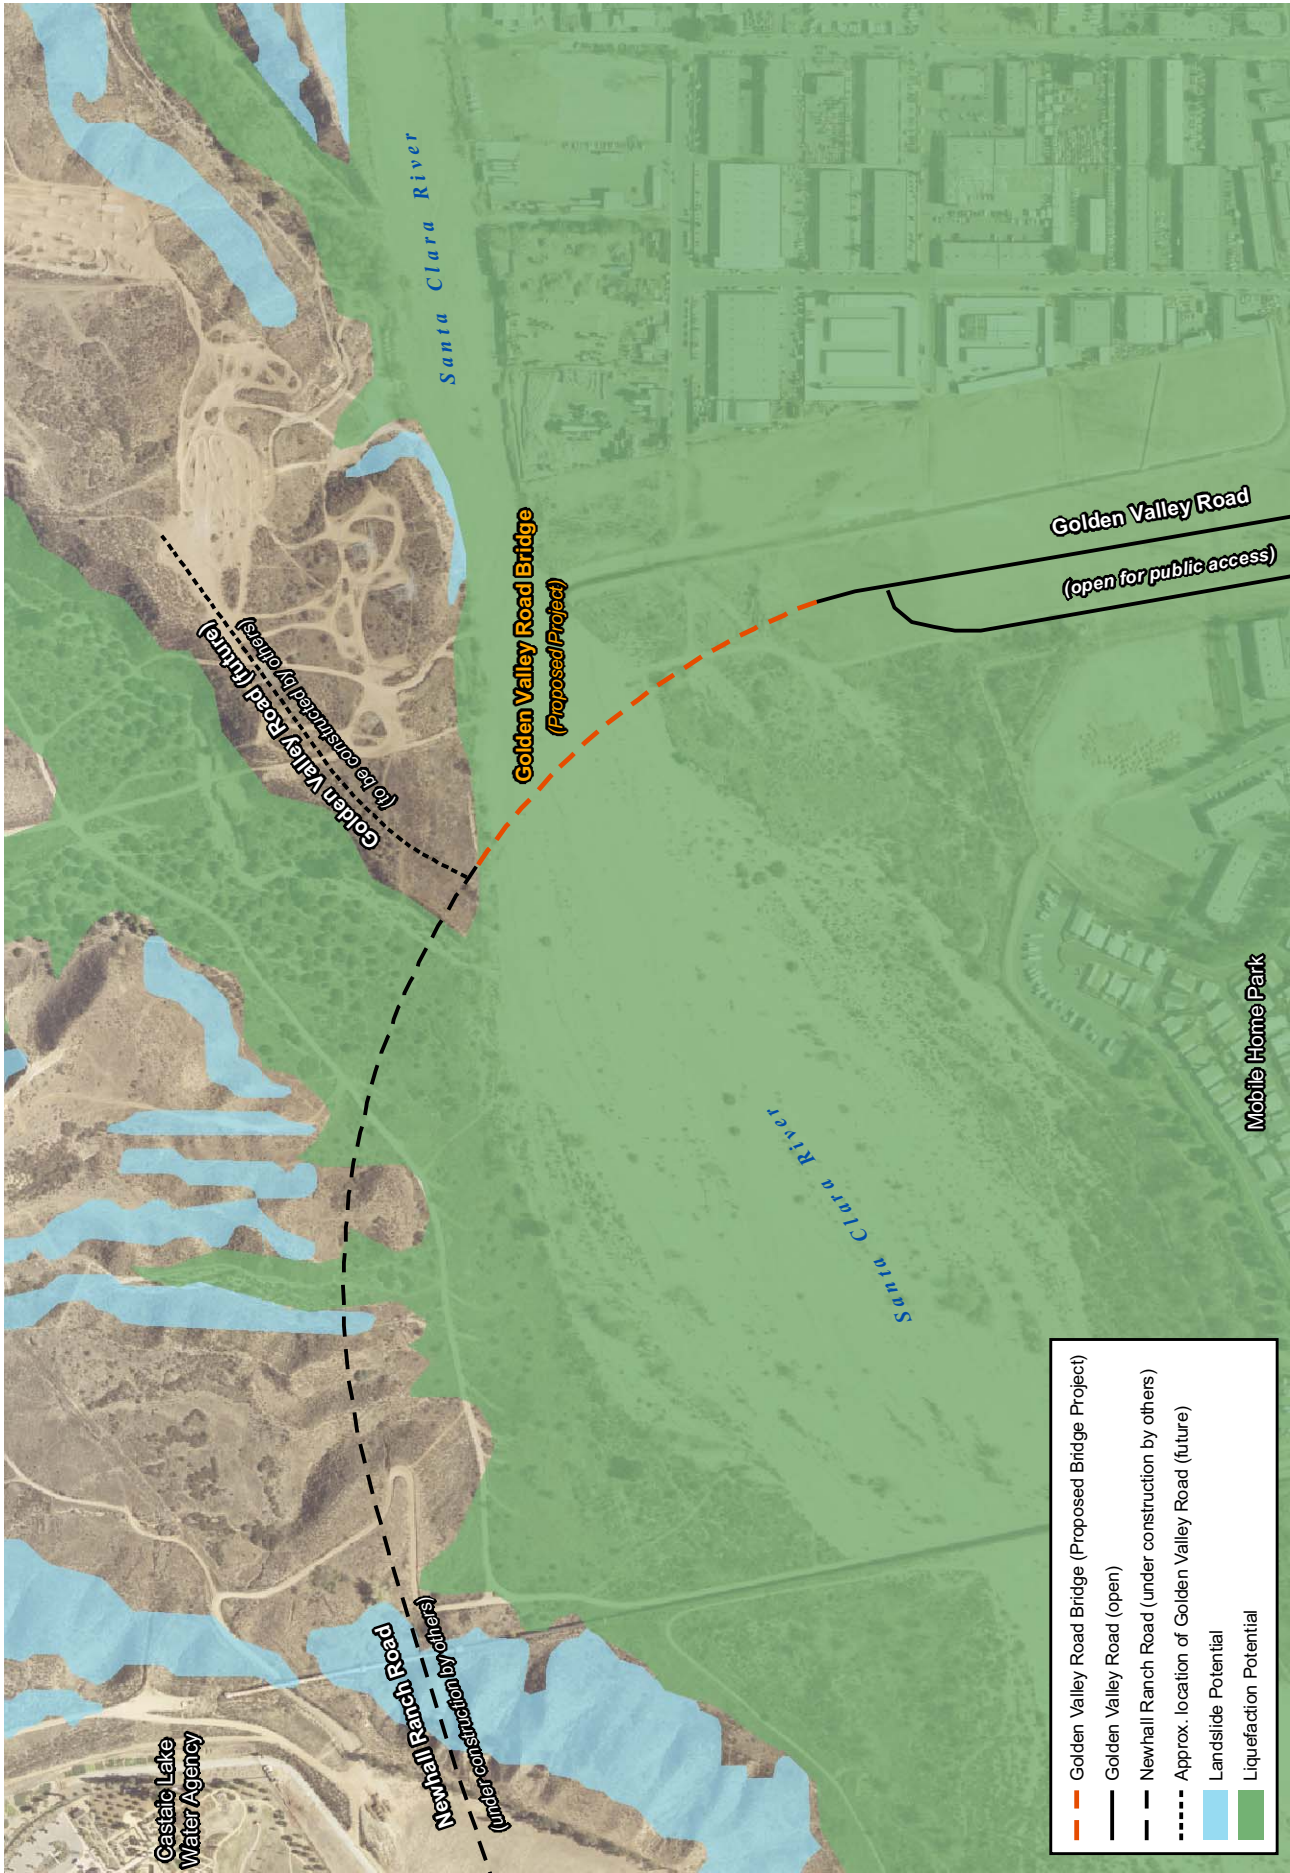 Castaic Lake
Water Agency
Newhall Ranch Road
(under construction by others)
Golden Valley Road (future)
(to be constructed by others)
Santa Clara River
Golden Valley Road Bridge
(Proposed Project)
Santa Clara River
Golden Valley Road
(open for public access)
Mobile Home Park
Golden Valley Road Bridge (Proposed Bridge Project)
Golden Valley Road (open)
Newhall Ranch Road (under construction by others)
Approx. location of Golden Valley Road (future)
Landslide Potential
Liquefaction Potential